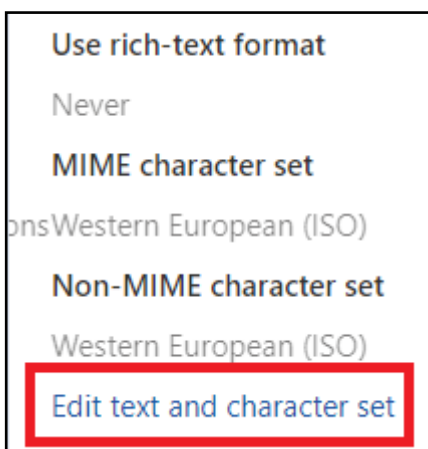 Use rich-text format
Never
MIME character set
onsWestern European (ISO)
Non-MIME character set
Western European (ISO)
Edit text and character set